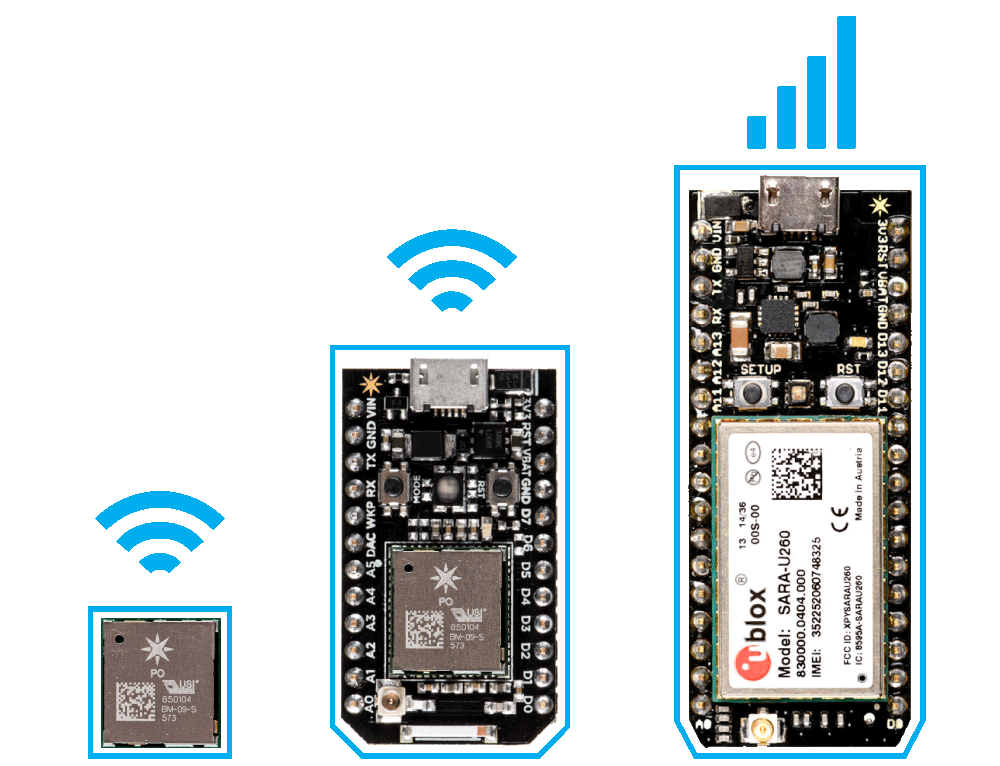 PO
USI
850104
BM-09-S
573
VIN
GND
TX
RX
WKP
DAC
A5
A4
A3
A2
A1
A0
3V3
RST
VBAT
GND
D7
D6
D5
D4
D3
D2
D1
D0
MODE
RST
PO
USI
850104
BM-09-S
573
VIN
GND
TX
RX
A13
A12
A11
A0
3V3
RST
VBAT
GND
D13
D12
SETUP
RST
ublox ®
13 14/36
00S-00
e4
Model: SARA-U260
830000.0404.000
IMEI: 352252060748325
CE
Made in Austria
FCC ID: XPYSARAU260
IC: 8595A-SARAU260